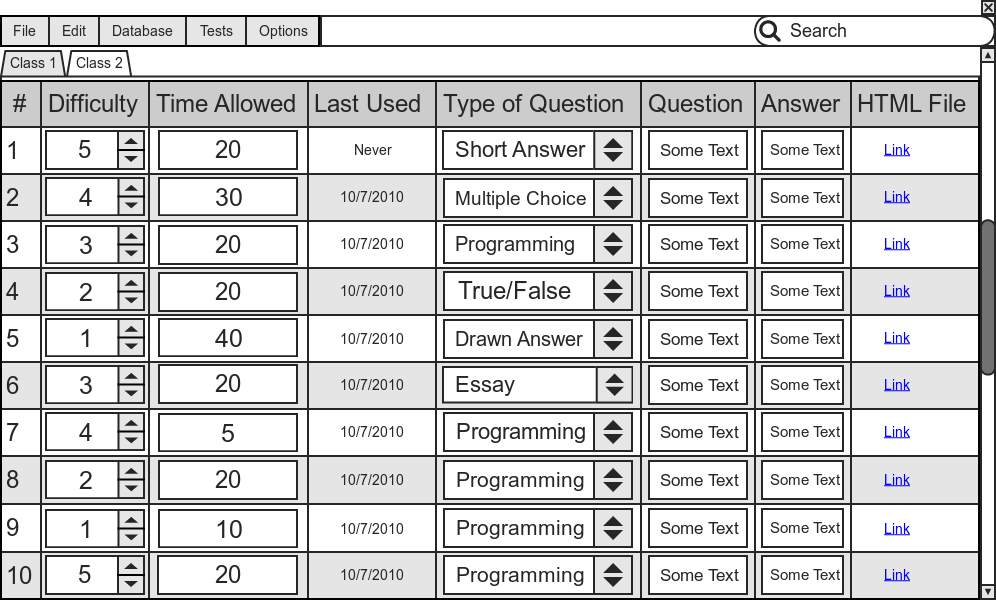 File Edit Database Tests Options Search
Class 1 Class 2
# Difficulty Time Allowed Last Used Type of Question Question Answer HTML File
1 5 20 Never Short Answer Some Text Some Text Link
2 4 30 10/7/2010 Multiple Choice Some Text Some Text Link
3 3 20 10/7/2010 Programming Some Text Some Text Link
4 2 20 10/7/2010 True/False Some Text Some Text Link
5 1 40 10/7/2010 Drawn Answer Some Text Some Text Link
6 3 20 10/7/2010 Essay Some Text Some Text Link
7 4 5 10/7/2010 Programming Some Text Some Text Link
8 2 20 10/7/2010 Programming Some Text Some Text Link
9 1 10 10/7/2010 Programming Some Text Some Text Link
10 5 20 10/7/2010 Programming Some Text Some Text Link